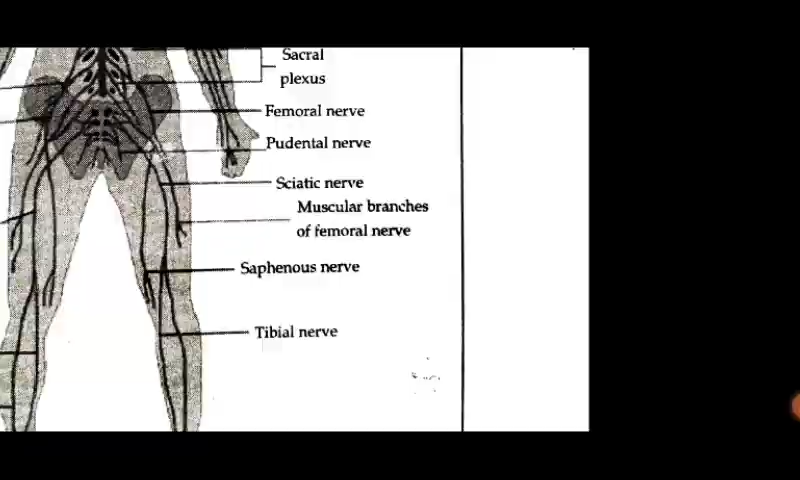 Sacral
plexus
Femoral nerve
Pudental nerve
Sciatic nerve
Muscular branches
of femoral nerve
Saphenous nerve
Tibial nerve